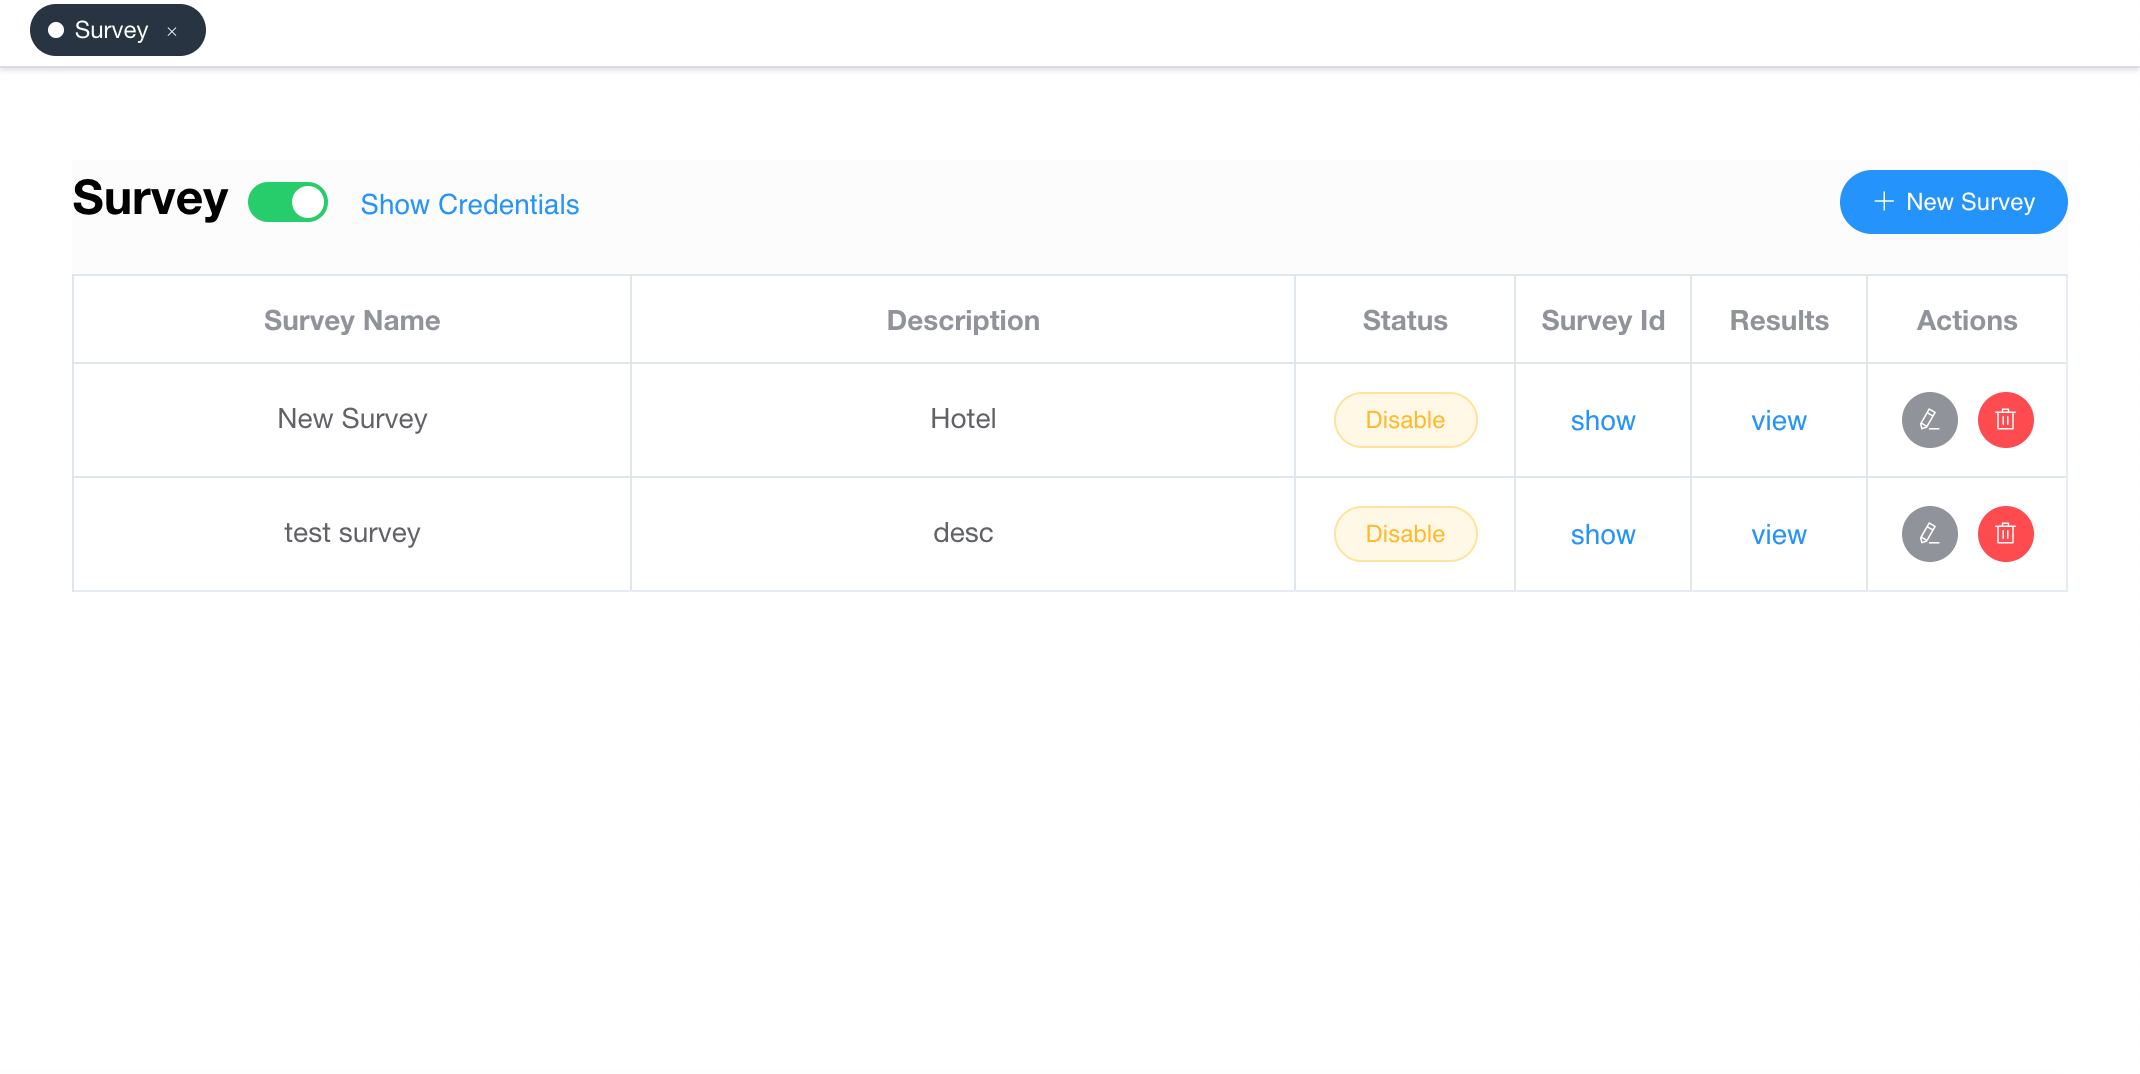 Survey ×
Survey Show Credentials + New Survey
Survey Name Description Status Survey Id Results Actions
New Survey Hotel Disable show view
test survey desc Disable show view